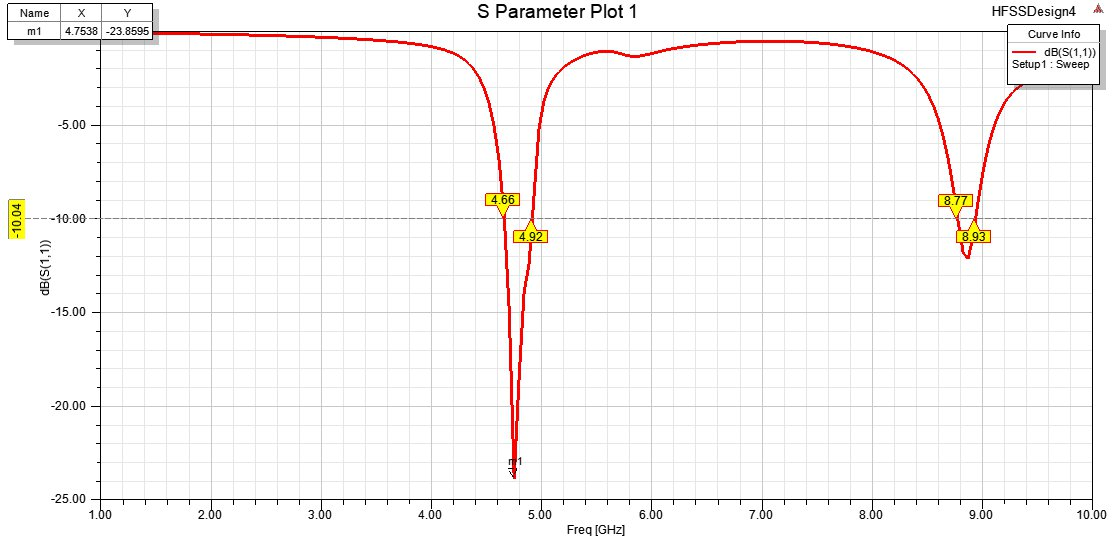 S Parameter Plot 1
HFSSDesign4
Name X Y
m1 4.7538 -23.8595
Curve Info
dB(S(1,1))
Setup1 : Sweep
-5.00
4.66
8.77
-10.04
-10.00
4.92
8.93
dB(S(1,1))
-15.00
-20.00
m1
-25.00
1.00 2.00 3.00 4.00 5.00 6.00 7.00 8.00 9.00 10.00
Freq [GHz]